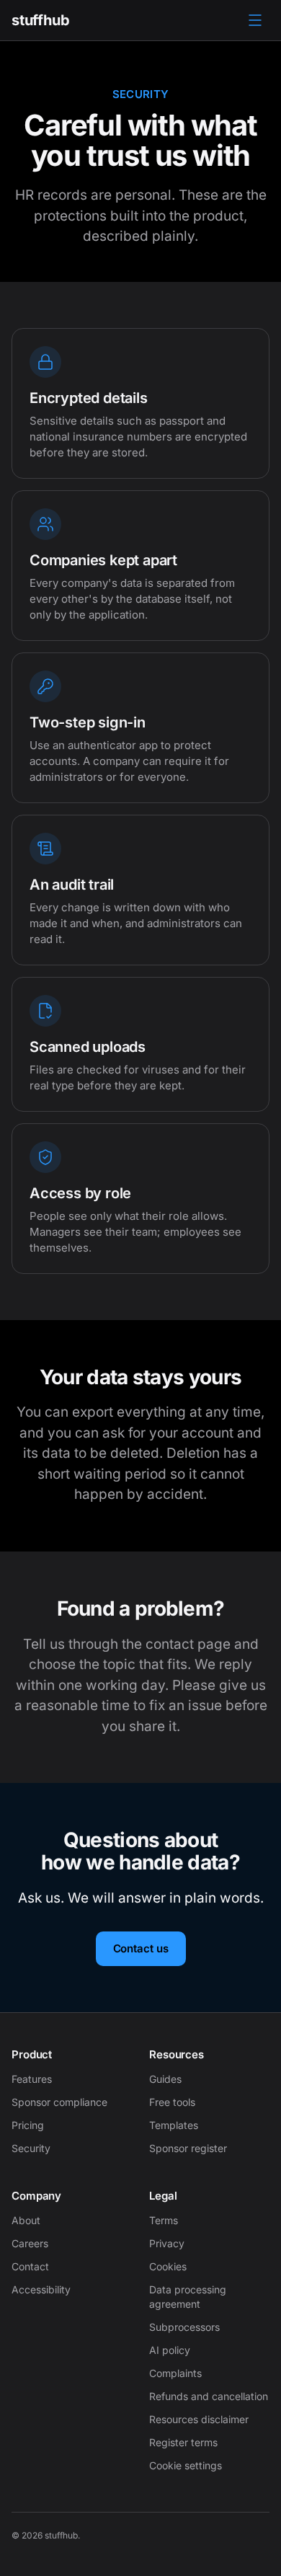 stuffhub
SECURITY
Careful with what
you trust us with
HR records are personal. These are the
protections built into the product,
described plainly.
Encrypted details
Sensitive details such as passport and
national insurance numbers are encrypted
before they are stored.
Companies kept apart
Every company's data is separated from
every other's by the database itself, not
only by the application.
Two-step sign-in
Use an authenticator app to protect
accounts. A company can require it for
administrators or for everyone.
An audit trail
Every change is written down with who
made it and when, and administrators can
read it.
Scanned uploads
Files are checked for viruses and for their
real type before they are kept.
Access by role
People see only what their role allows.
Managers see their team; employees see
themselves.
Your data stays yours
You can export everything at any time,
and you can ask for your account and
its data to be deleted. Deletion has a
short waiting period so it cannot
happen by accident.
Found a problem?
Tell us through the contact page and
choose the topic that fits. We reply
within one working day. Please give us
a reasonable time to fix an issue before
you share it.
Questions about
how we handle data?
Ask us. We will answer in plain words.
Contact us
Product
Features
Sponsor compliance
Pricing
Security
Resources
Guides
Free tools
Templates
Sponsor register
Company
About
Careers
Contact
Accessibility
Legal
Terms
Privacy
Cookies
Data processing
agreement
Subprocessors
AI policy
Complaints
Refunds and cancellation
Resources disclaimer
Register terms
Cookie settings
© 2026 stuffhub.